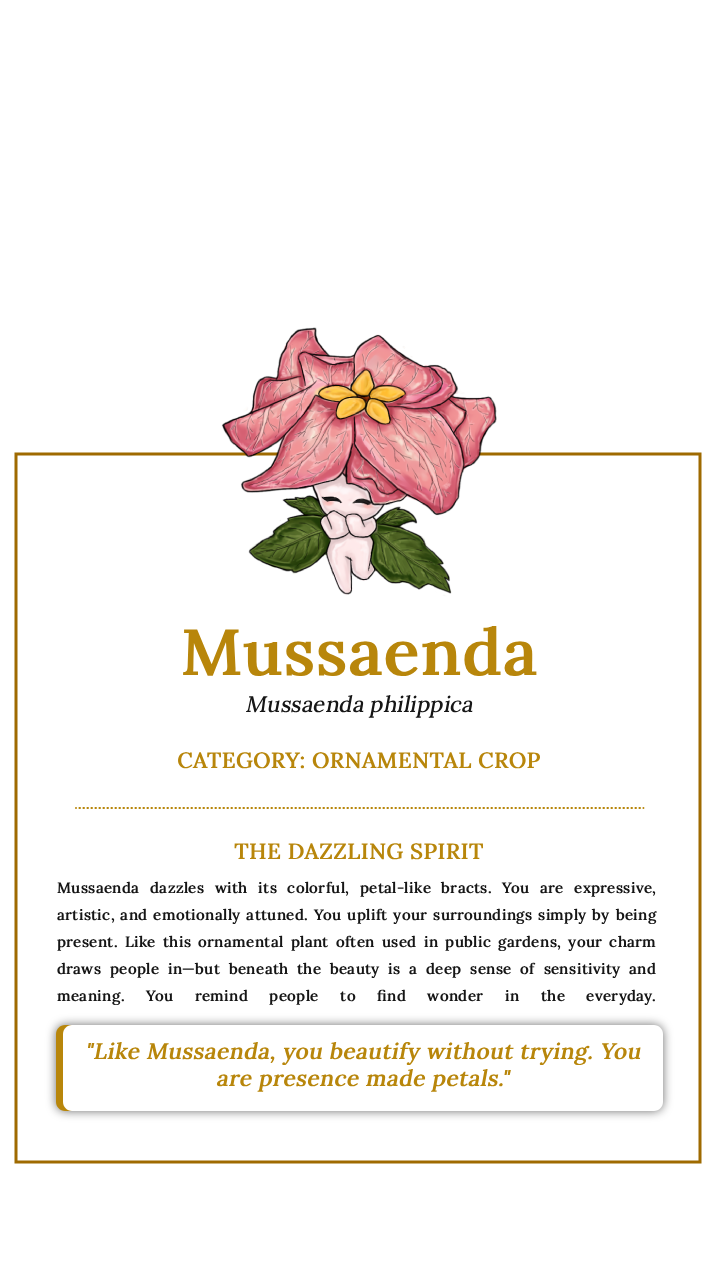 Mussaenda
Mussaenda philippica
CATEGORY: ORNAMENTAL CROP
THE DAZZLING SPIRIT
Mussaenda dazzles with its colorful, petal-like bracts. You are expressive,
artistic, and emotionally attuned. You uplift your surroundings simply by being
present. Like this ornamental plant often used in public gardens, your charm
draws people in—but beneath the beauty is a deep sense of sensitivity and
meaning. You remind people to find wonder in the everyday.
"Like Mussaenda, you beautify without trying. You
are presence made petals."